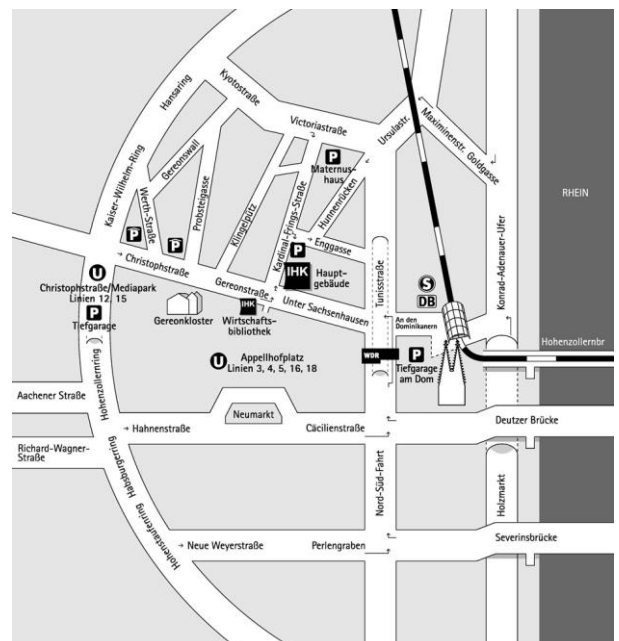 Hansaring
Kyotostraße
Victoriastraße
Ursulastr.
Maximinenstr.
Goldgasse
Kaiser-Wilhelm-Ring
Werth-Straße
Gereonswall
Probsteigasse
Klingelpütz
Kardinal-Frings-Straße
P
Maternus-
haus
Hunnenrücken
RHEIN
P
P
P
Enggasse
Christophstraße
IHK
Haupt-
gebäude
Tunisstraße
Konrad-Adenauer-Ufer
U
Christophstraße/Mediapark
Linien 12, 15
P
Tiefgarage
Gereonstraße
Unter Sachsenhausen
S
DB
Gereonkloster
IHK
Wirtschafts-
bibliothek
An den
Dominikanern
Hohenzollernbr
U
Appellhofplatz
Linien 3, 4, 5, 16, 18
WDR
P
Tiefgarage
am Dom
Hohenzollernring
Aachener Straße
Neumarkt
Hahnenstraße
Cäcilienstraße
Deutzer Brücke
Richard-Wagner-
Straße
Habsburgerring
Nord-Süd-Fahrt
Holzmarkt
Hohenstaufenring
Neue Weyerstraße
Perlengraben
Severinsbrücke